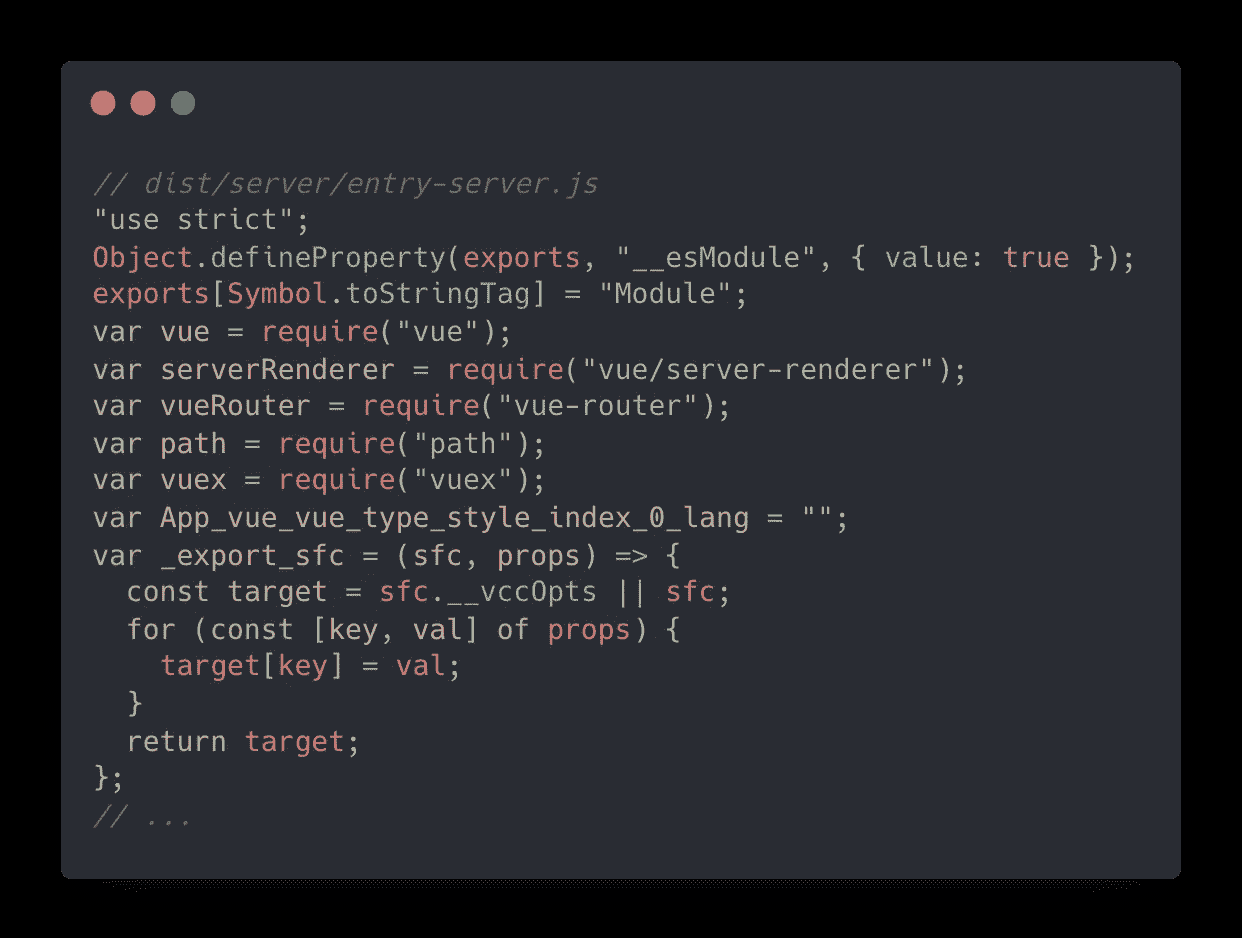 // dist/server/entry-server.js
"use strict";
Object.defineProperty(exports, "__esModule", { value: true });
exports[Symbol.toStringTag] = "Module";
var vue = require("vue");
var serverRenderer = require("vue/server-renderer");
var vueRouter = require("vue-router");
var path = require("path");
var vuex = require("vuex");
var App_vue_vue_type_style_index_0_lang = "";
var _export_sfc = (sfc, props) => {
  const target = sfc.__vccOpts || sfc;
  for (const [key, val] of props) {
    target[key] = val;
  }
  return target;
};
// ...